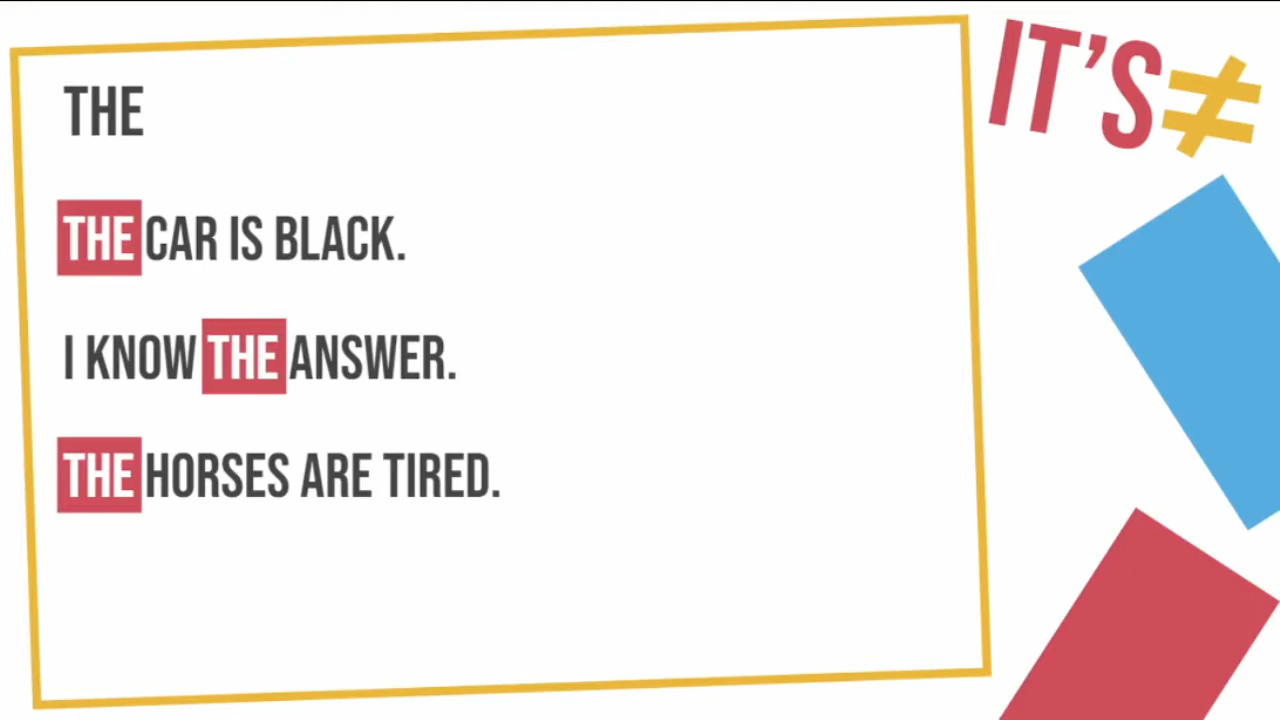 THE
THE CAR IS BLACK.
I KNOW THE ANSWER.
THE HORSES ARE TIRED.
IT'S≠